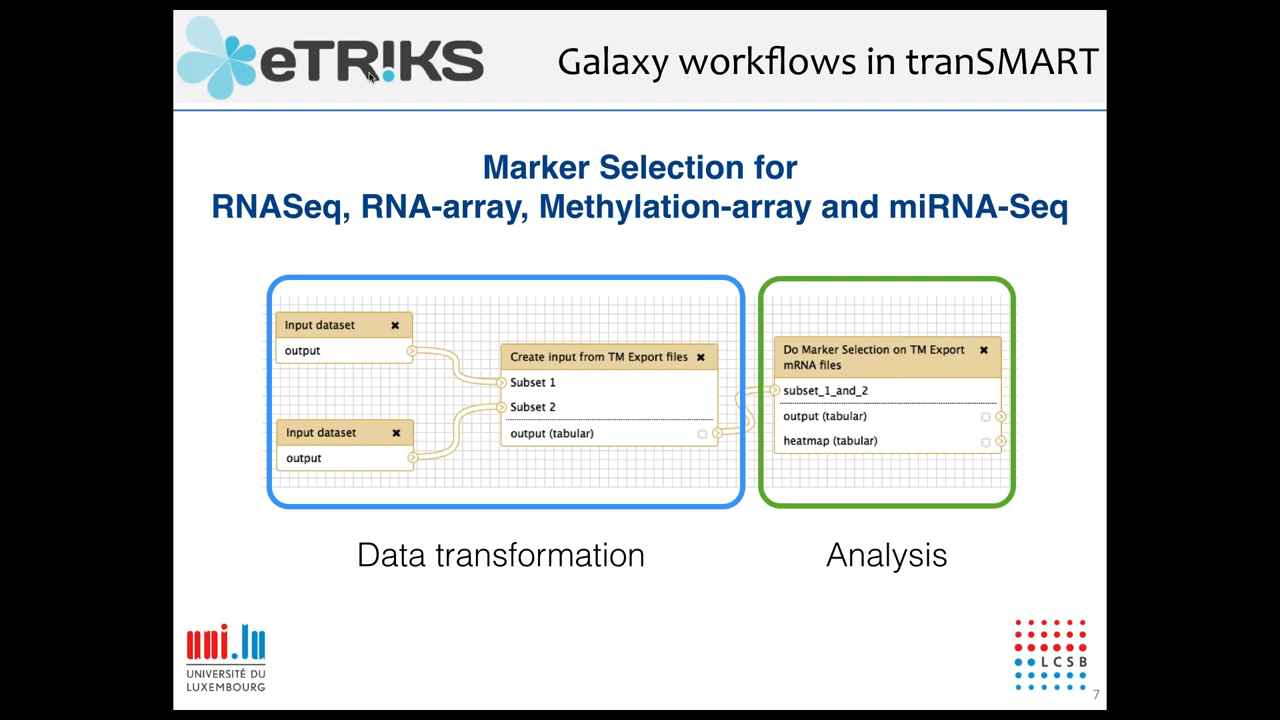 eTR!KS
Galaxy workflows in tranSMART
Marker Selection for
RNASeq, RNA-array, Methylation-array and miRNA-Seq
Input dataset
output
Input dataset
output
Create input from TM Export files
Subset 1
Subset 2
output (tabular)
Do Marker Selection on TM Export
mRNA files
subset_1_and_2
output (tabular)
heatmap (tabular)
Data transformation
Analysis
uni.lu
UNIVERSITÉ DU
LUXEMBOURG
LCSB
7